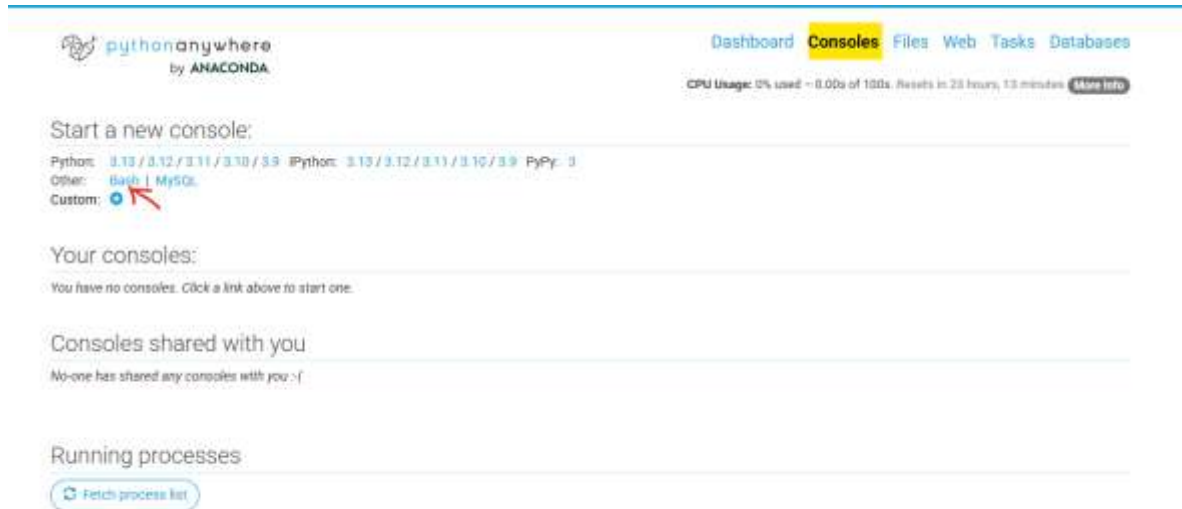 pythonanywhere
by ANACONDA
Dashboard Consoles Files Web Tasks Databases
CPU Usage: 0% used – 0.00s of 100s. Resets in 23 hours, 13 minutes More Info
Start a new console:
Python: 3.13 / 3.12 / 3.11 / 3.10 / 3.9 IPython: 3.13 / 3.12 / 3.11 / 3.10 / 3.9 PyPy: 3
Other: Bash | MySQL
Custom:
Your consoles:
You have no consoles. Click a link above to start one.
Consoles shared with you
No-one has shared any consoles with you :-(
Running processes
Fetch process list